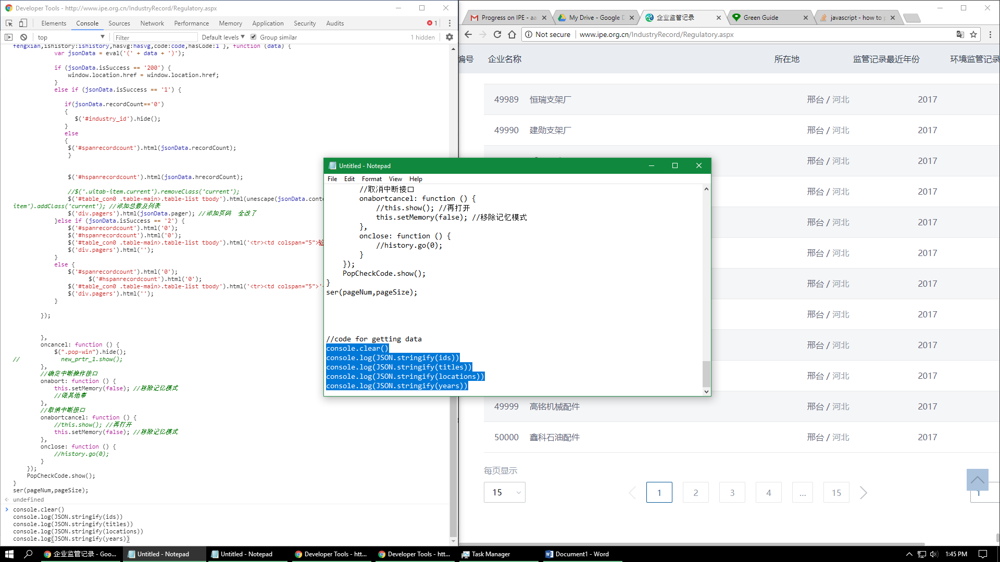 Developer Tools - http://www.ipe.org.cn/IndustryRecord/Regulatory.aspx
Elements Console Sources Network Performance Memory Application Security Audits 1
top Filter Default levels Group similar 1 hidden
fengxian,ishistory:ishistory,hasvg:hasvg,code:code,hasCode:1 }, function (data) {
var jsonData = eval('(' + data + ')');
if (jsonData.isSuccess == '200') {
window.location.href = window.location.href;
}
else if (jsonData.isSuccess == '1') {
if(jsonData.recordCount=='0')
{
$('#industry_id').hide();
}
else
{
$('#spanrecordcount').html(jsonData.recordCount);
}
$('#hspanrecordcount').html(jsonData.hrecordCount);
//$('.uitab-item.current').removeClass('current');
$('#table_con0 .table-main>.table-list tbody').html(unescape(jsonData.conte
item').addClass('current'); //添加总数及列表
$('div.pagers').html(jsonData.pager); //添加页码 全改了
}else if (jsonData.isSuccess == '2') {
$('#spanrecordcount').html('0');
$('#hspanrecordcount').html('0');
$('#table_con0 .table-main>.table-list tbody').html('<tr><td colspan="5">验
$('div.pagers').html('');
}
else {
$('#spanrecordcount').html('0');
$('#hspanrecordcount').html('0');
$('#table_con0 .table-main>.table-list tbody').html('<tr><td colspan="5">'
$('div.pagers').html('');
}
});
},
oncancel: function () {
$(".pop-win").hide();
// new_prtr_1.show();
},
//确定中断操作接口
onabort: function () {
this.setMemory(false); //移除记忆模式
//做其他事
},
//取消中断接口
onabortcancel: function () {
//this.show(); //再打开
this.setMemory(false); //移除记忆模式
},
onclose: function () {
//history.go(0);
}
});
PopCheckCode.show();
}
ser(pageNum,pageSize);
undefined
console.clear()
console.log(JSON.stringify(ids))
console.log(JSON.stringify(titles))
console.log(JSON.stringify(locations))
console.log(JSON.stringify(years))
Progress on IPE - aa
My Drive - Google D
企业监管记录
Green Guide
javascript - how to p
Not secure www.ipe.org.cn/IndustryRecord/Regulatory.aspx
编号 企业名称 所在地 监管记录最近年份 环境监管记录
49989 恒瑞支架厂 邢台 / 河北 2017
49990 建勋支架厂 邢台 / 河北 2017
邢台 / 河北 2017
邢台 / 河北 2017
邢台 / 河北 2017
邢台 / 河北 2017
邢台 / 河北 2017
邢台 / 河北 2017
邢台 / 河北 2017
邢台 / 河北 2017
49999 高铭机械配件 邢台 / 河北 2017
50000 鑫科石油配件 邢台 / 河北 2017
每页显示
15 1 2 3 4 ... 15 1
Untitled - Notepad
File Edit Format View Help
//取消中断接口
onabortcancel: function () {
//this.show(); //再打开
this.setMemory(false); //移除记忆模式
},
onclose: function () {
//history.go(0);
}
});
PopCheckCode.show();
}
ser(pageNum,pageSize);
//code for getting data
console.clear()
console.log(JSON.stringify(ids))
console.log(JSON.stringify(titles))
console.log(JSON.stringify(locations))
console.log(JSON.stringify(years))
企业监管记录 - Goo...
Untitled - Notepad
Untitled - Notepad
Developer Tools - htt...
Developer Tools - htt...
Task Manager
Document1 - Word
1:45 PM